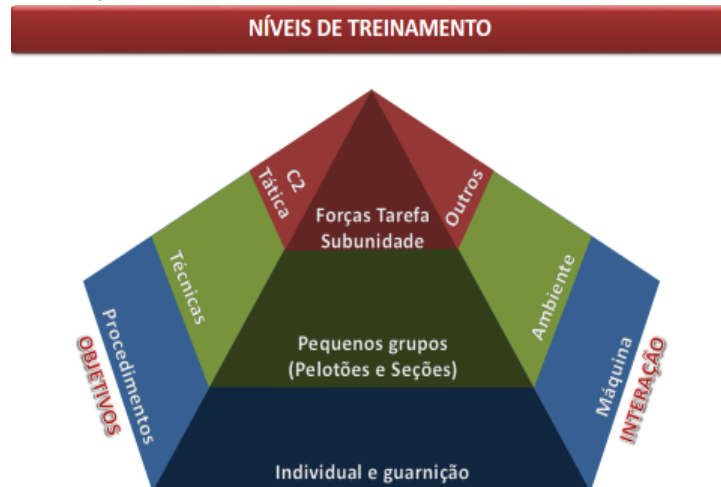 NÍVEIS DE TREINAMENTO
C2
Tática
Forças Tarefa
Subunidade
Outros
Técnicas
Pequenos grupos
(Pelotões e Seções)
Ambiente
Procedimentos
OBJETIVOS
Individual e guarnição
Máquina
INTERAÇÃO